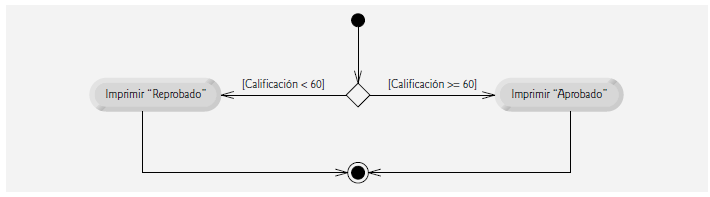 [Calificación < 60]
[Calificación >= 60]
Imprimir “Reprobado”
Imprimir “Aprobado”